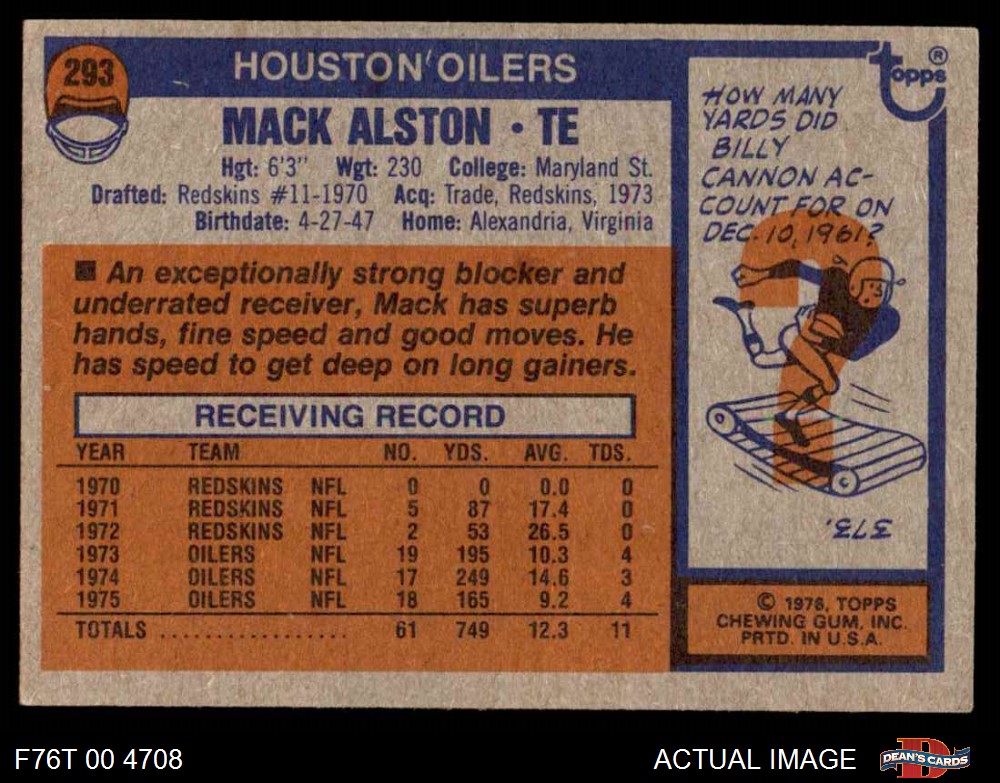 293
HOUSTON OILERS
MACK ALSTON • TE
Hgt: 6'3" Wgt: 230 College: Maryland St.
Drafted: Redskins #11-1970 Acq: Trade, Redskins, 1973
Birthdate: 4-27-47 Home: Alexandria, Virginia
■ An exceptionally strong blocker and
underrated receiver, Mack has superb
hands, fine speed and good moves. He
has speed to get deep on long gainers.
RECEIVING RECORD
YEAR TEAM NO. YDS. AVG. TDS.
1970 REDSKINS NFL 0 0 0.0 0
1971 REDSKINS NFL 5 87 17.4 0
1972 REDSKINS NFL 2 53 26.5 0
1973 OILERS NFL 19 195 10.3 4
1974 OILERS NFL 17 249 14.6 3
1975 OILERS NFL 18 165 9.2 4
TOTALS ................. 61 749 12.3 11
topps ®
HOW MANY
YARDS DID
BILLY
CANNON AC-
COUNT FOR ON
DEC. 10, 1961?
373.
© 1976, TOPPS
CHEWING GUM, INC.
PRTD. IN U.S.A.
F76T 00 4708
ACTUAL IMAGE
D
DEAN'S CARDS